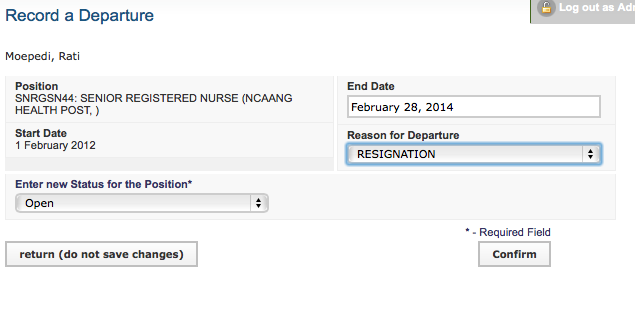 Record a Departure
Log out as
Moepedi, Rati
Position
SNRGSN44: SENIOR REGISTERED NURSE (NCAANG
HEALTH POST, )
End Date
February 28, 2014
Start Date
1 February 2012
Reason for Departure
RESIGNATION
Enter new Status for the Position*
Open
* - Required Field
return (do not save changes)
Confirm